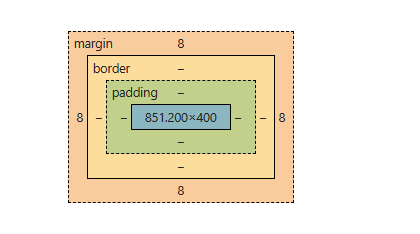 margin 8
border –
padding –
8 – – 851.200×400 – – 8
–
–
8